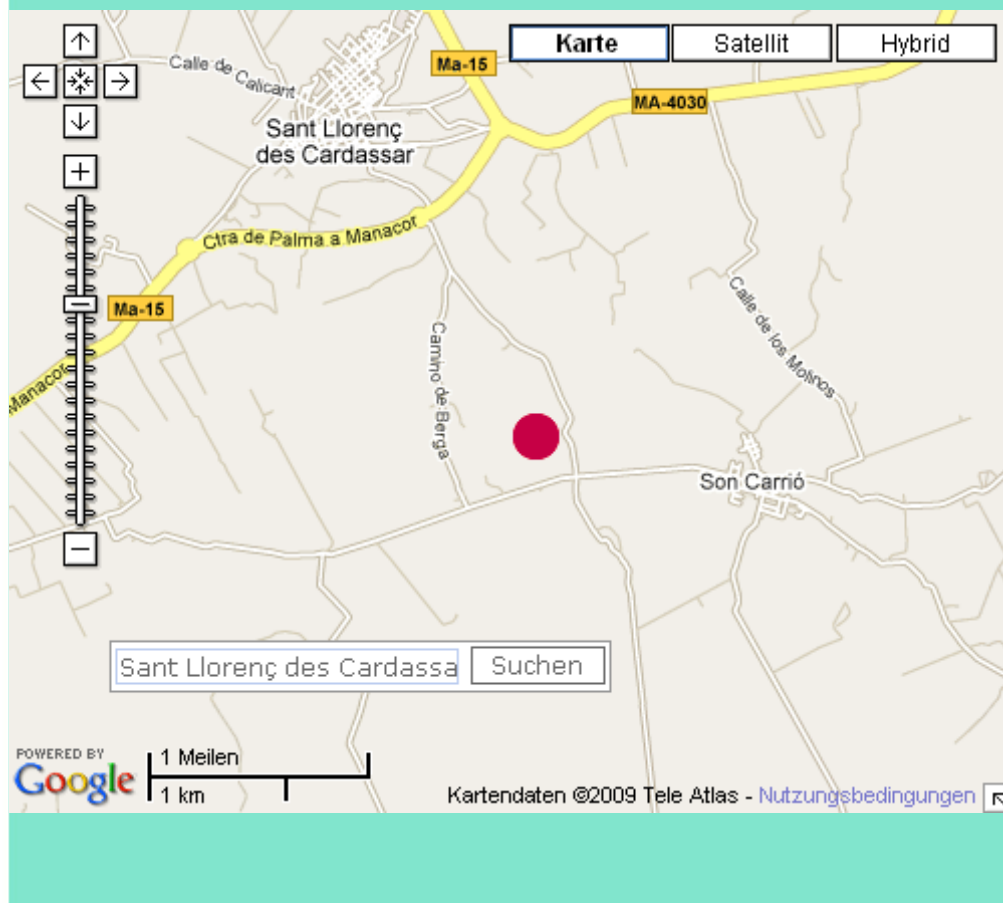 Karte
Satellit
Hybrid
Calle de Calicant
Ma-15
MA-4030
Sant Llorenç
des Cardassar
Ctra de Palma a Manacor
Ma-15
Manacor
Camino de Berga
Calle de los Molinos
Son Carrió
Sant Llorenç des Cardassa
Suchen
POWERED BY
Google
1 Meilen
1 km
Kartendaten ©2009 Tele Atlas - Nutzungsbedingungen